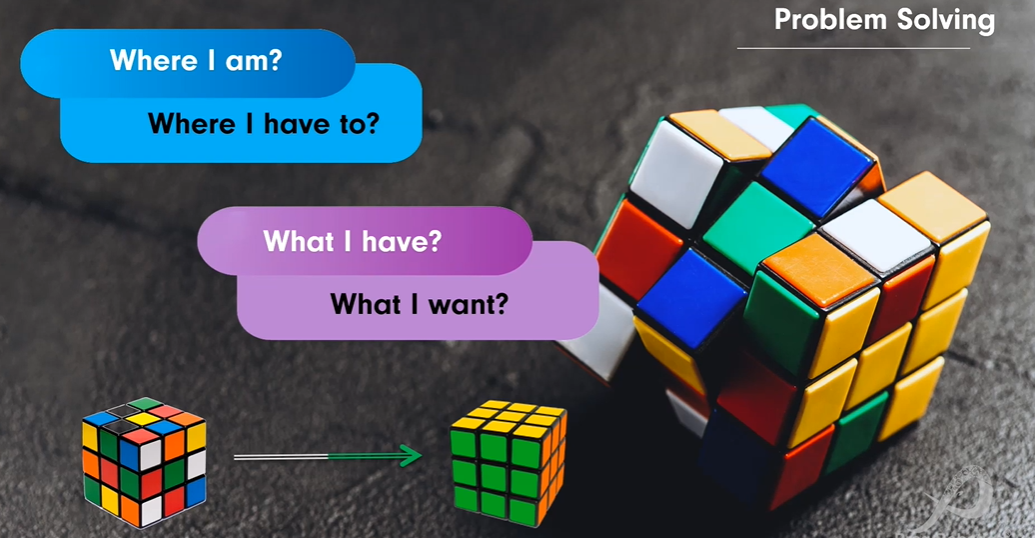 Problem Solving
Where I am?
Where I have to?
What I have?
What I want?